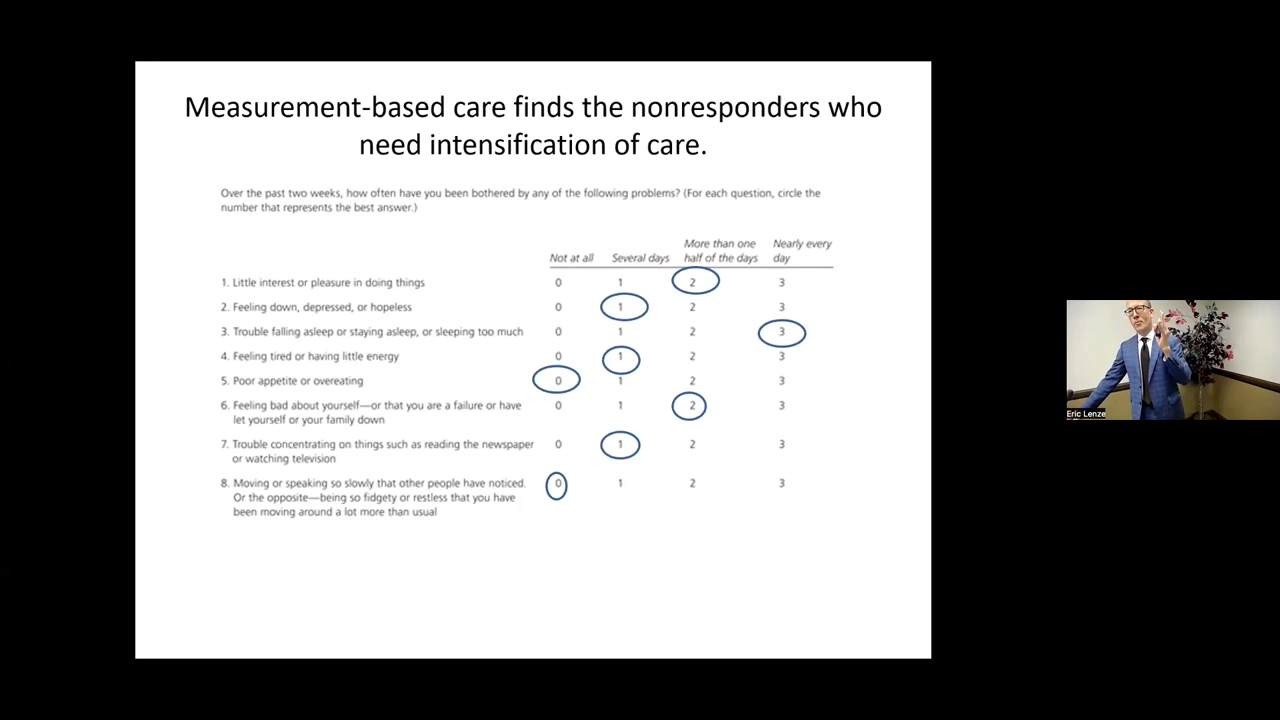 Measurement-based care finds the nonresponders who
need intensification of care.
Over the past two weeks, how often have you been bothered by any of the following problems? (For each question, circle the
number that represents the best answer.)
Not at all Several days More than one half of the days Nearly every day
1. Little interest or pleasure in doing things 0 1 2 3
2. Feeling down, depressed, or hopeless 0 1 2 3
3. Trouble falling asleep or staying asleep, or sleeping too much 0 1 2 3
4. Feeling tired or having little energy 0 1 2 3
5. Poor appetite or overeating 0 1 2 3
6. Feeling bad about yourself—or that you are a failure or have 0 1 2 3
let yourself or your family down
7. Trouble concentrating on things such as reading the newspaper 0 1 2 3
or watching television
8. Moving or speaking so slowly that other people have noticed. 0 1 2 3
Or the opposite—being so fidgety or restless that you have
been moving around a lot more than usual
Eric Lenze